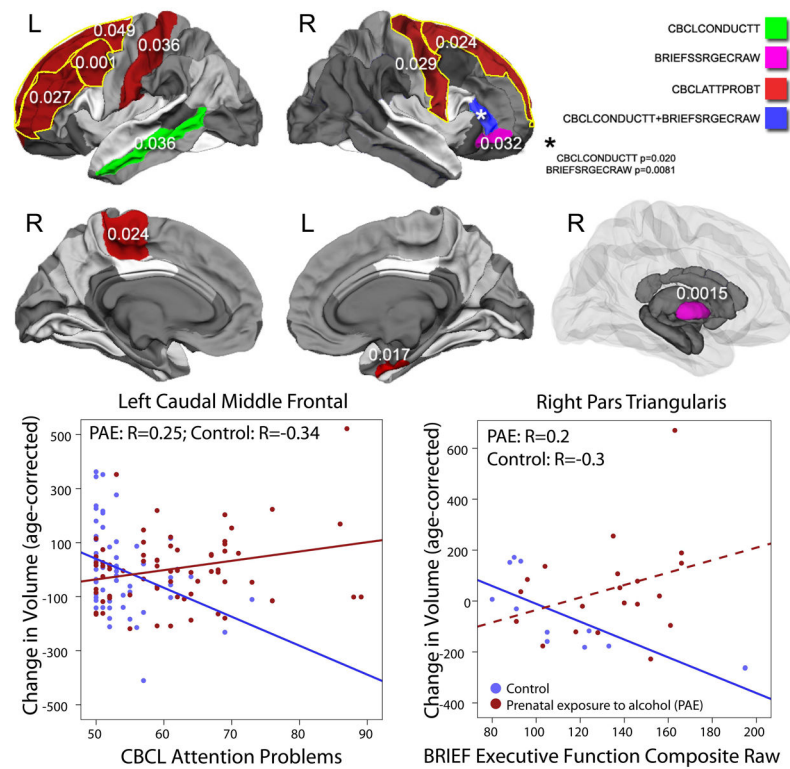 L
R
0.049
0.036
0.001
0.027
0.036
0.024
0.029
*
0.032
CBCLCONDUCTT
BRIEFSSRGECRAW
CBCLATTPROBT
CBCLCONDUCTT+BRIEFSRGECRAW
*
CBCLCONDUCTT p=0.020
BRIEFSRGECRAW p=0.0081
R
0.024
L
0.017
R
0.0015
Left Caudal Middle Frontal
PAE: R=0.25; Control: R=-0.34
Change in Volume (age-corrected)
500
300
100
-100
-300
-500
50
60
70
80
90
CBCL Attention Problems
Right Pars Triangularis
PAE: R=0.2
Control: R=-0.3
Change in Volume (age-corrected)
600
400
200
0
-200
-400
Control
Prenatal exposure to alcohol (PAE)
80
100
120
140
160
180
200
BRIEF Executive Function Composite Raw